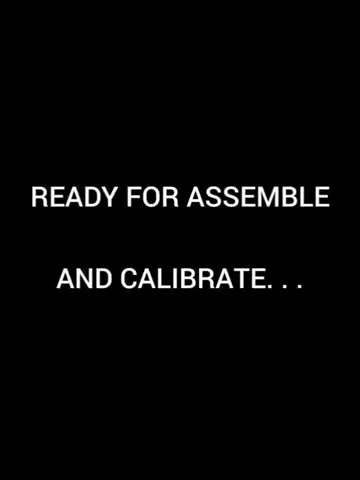 READY FOR ASSEMBLE
AND CALIBRATE. . .